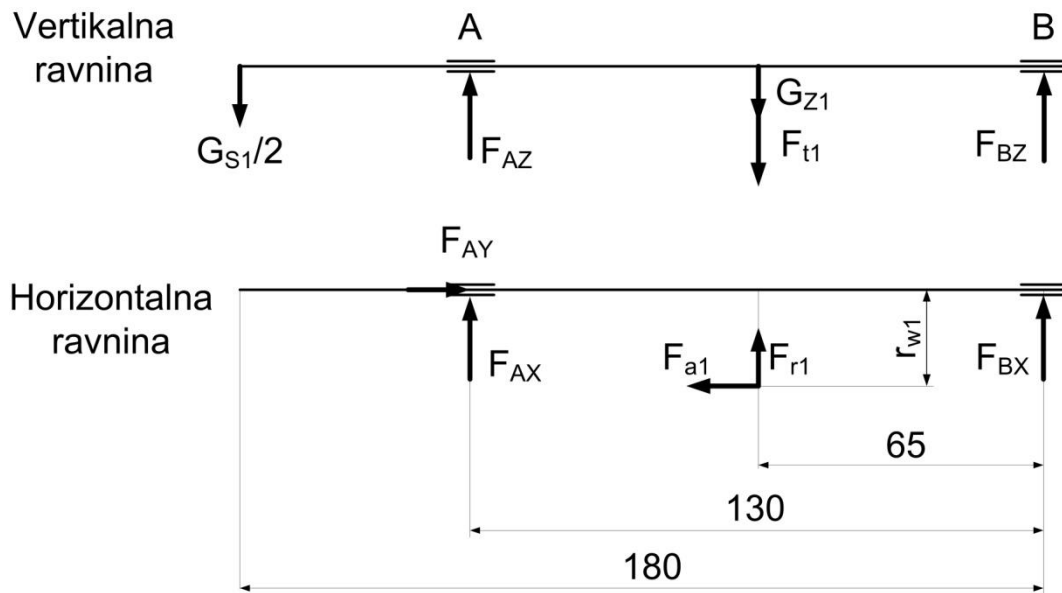 Vertikalna
ravnina
A
B
G_S1/2
F_AZ
G_Z1
F_t1
F_BZ
Horizontalna
ravnina
F_AY
F_AX
F_a1
F_r1
r_w1
F_BX
65
130
180